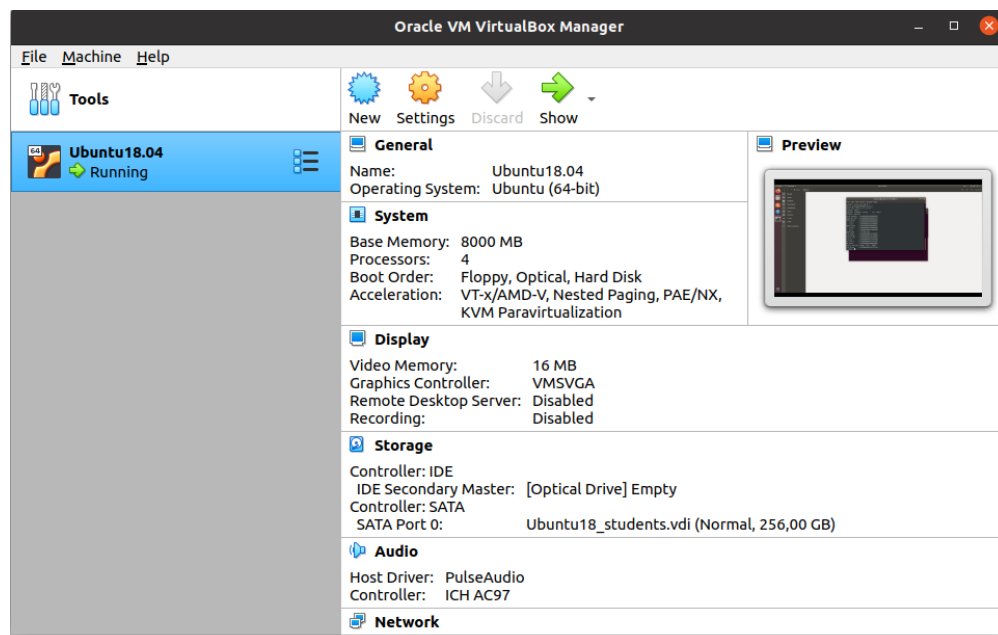 Oracle VM VirtualBox Manager
File Machine Help
Tools
New Settings Discard Show
64 Ubuntu18.04
Running
General
Name: Ubuntu18.04
Operating System: Ubuntu (64-bit)
Preview
System
Base Memory: 8000 MB
Processors: 4
Boot Order: Floppy, Optical, Hard Disk
Acceleration: VT-x/AMD-V, Nested Paging, PAE/NX,
KVM Paravirtualization
Display
Video Memory: 16 MB
Graphics Controller: VMSVGA
Remote Desktop Server: Disabled
Recording: Disabled
Storage
Controller: IDE
IDE Secondary Master: [Optical Drive] Empty
Controller: SATA
SATA Port 0: Ubuntu18_students.vdi (Normal, 256,00 GB)
Audio
Host Driver: PulseAudio
Controller: ICH AC97
Network